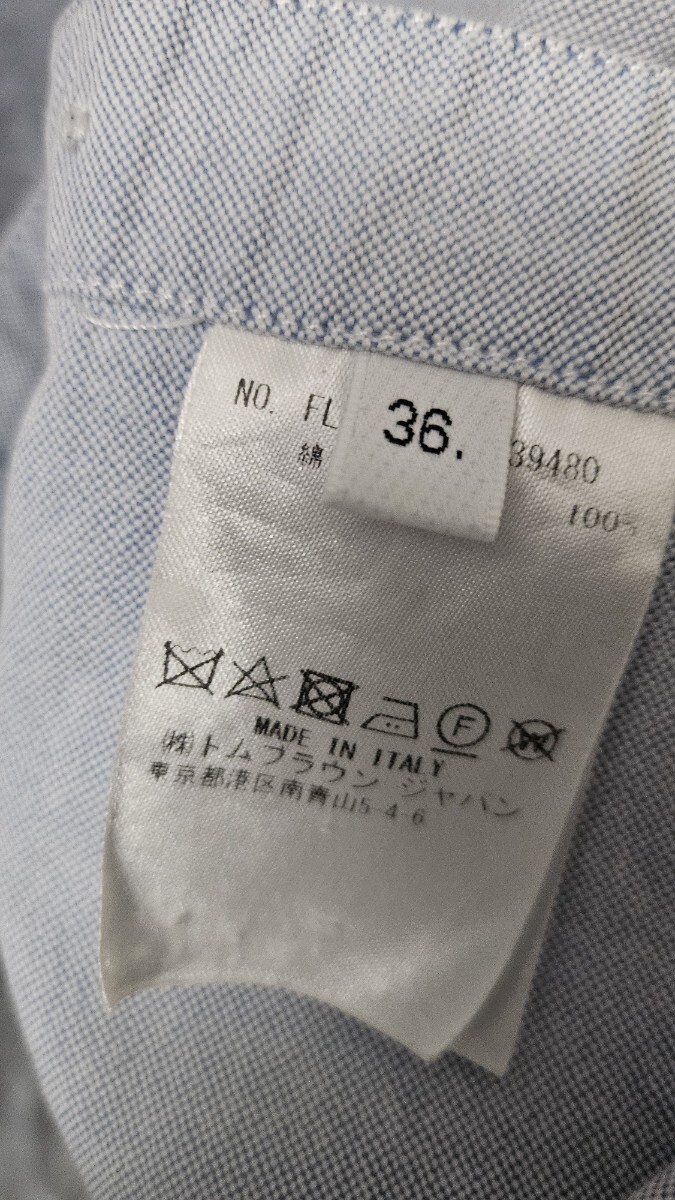 NO. FL 39480
36.
綿 100%
F
W
MADE IN ITALY
(株)トムブラウン ジャパン
東京都港区南青山5-4-6